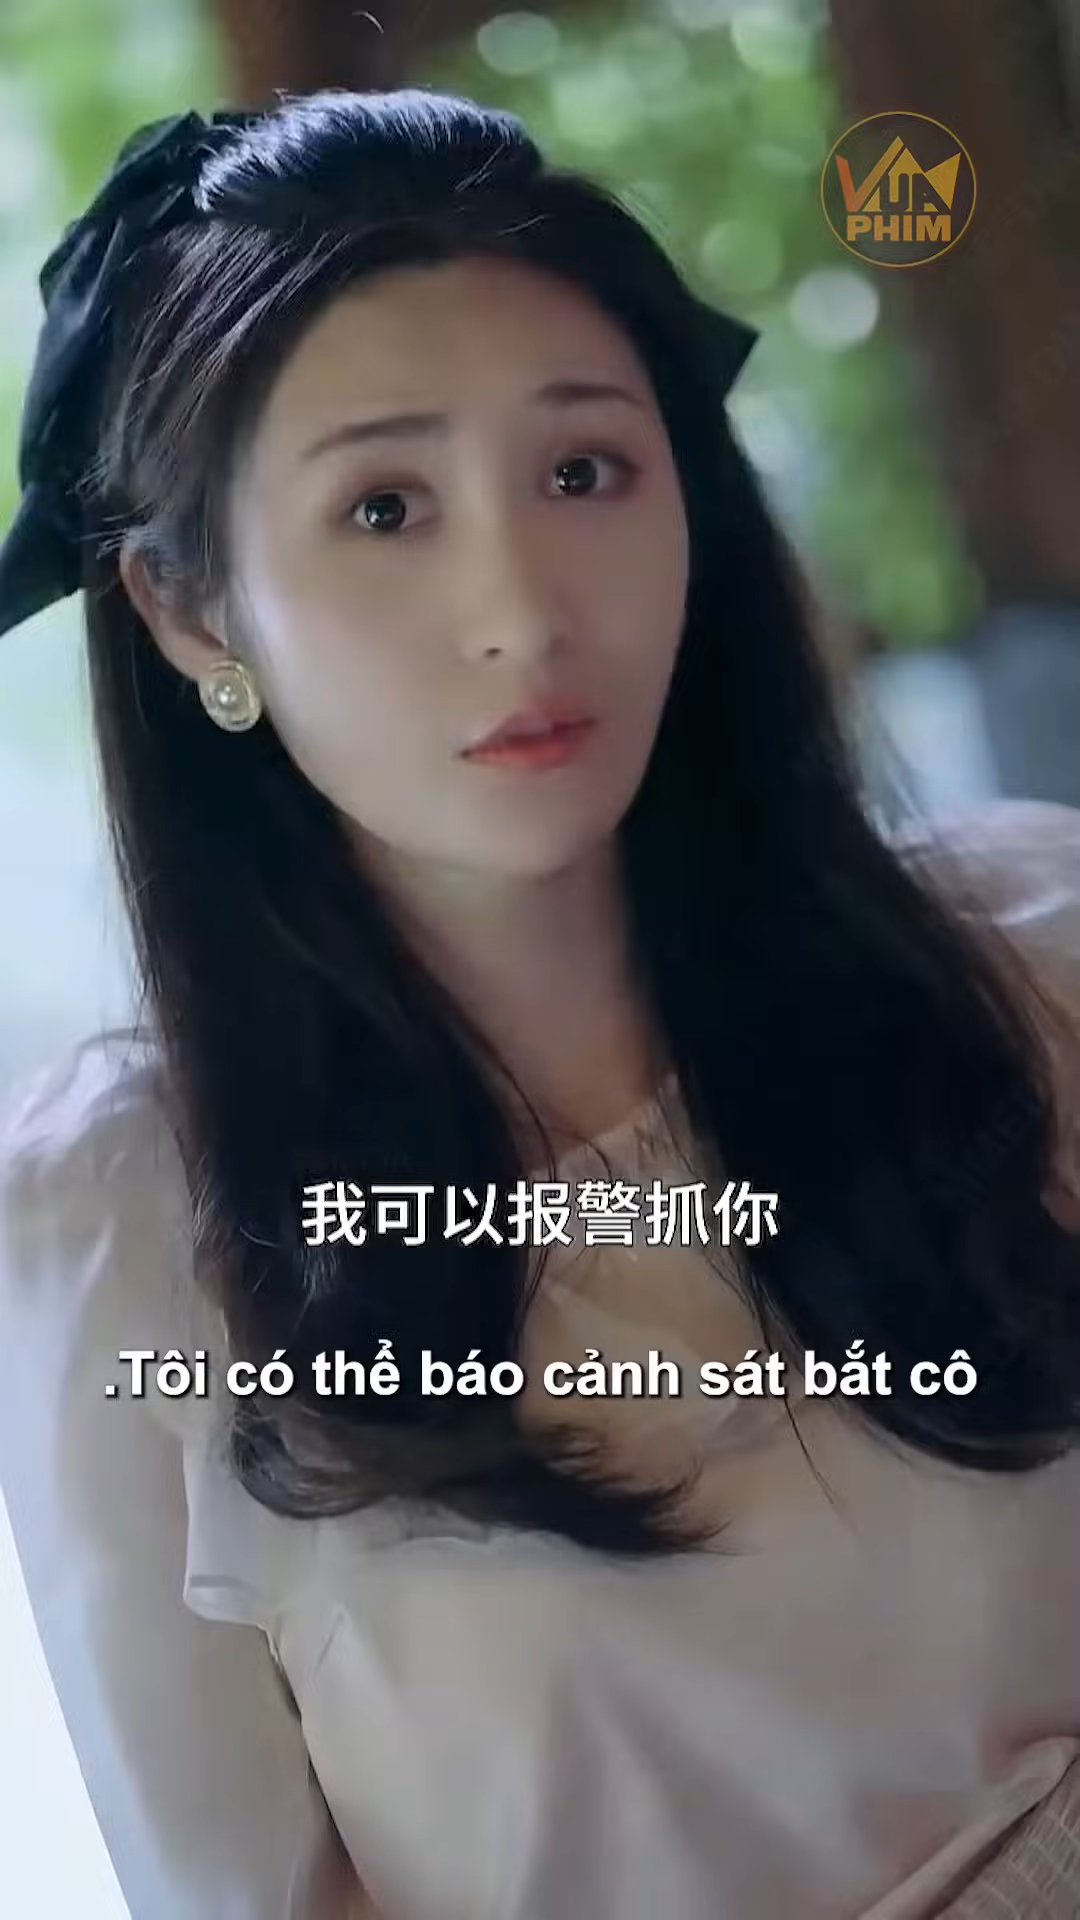 VUA
PHIM
我可以报警抓你
.Tôi có thể báo cảnh sát bắt cô